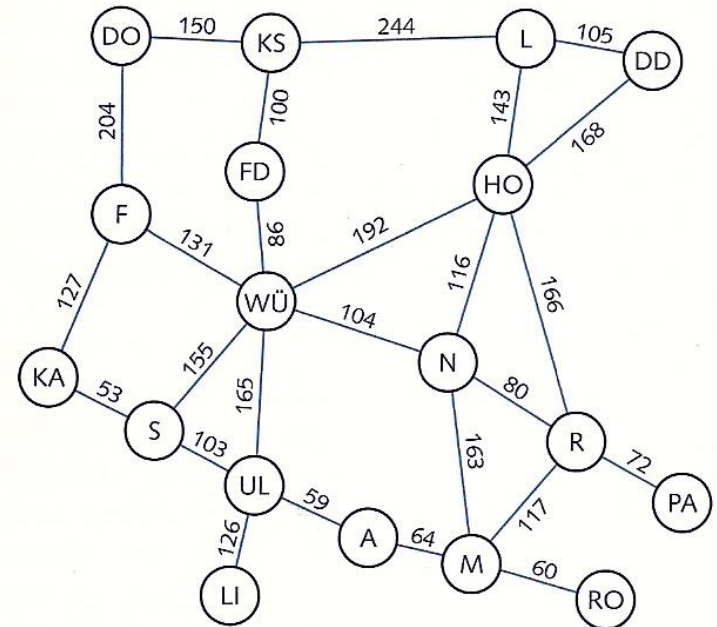 DO 150 KS 244 L 105 DD
204 100 143 168
FD HO
F 131 86 192
127 WÜ 104 116 166
KA 53 155 165 N 80
S 103 163 R 72
UL 59 117 PA
126 A 64 M 60
LI RO